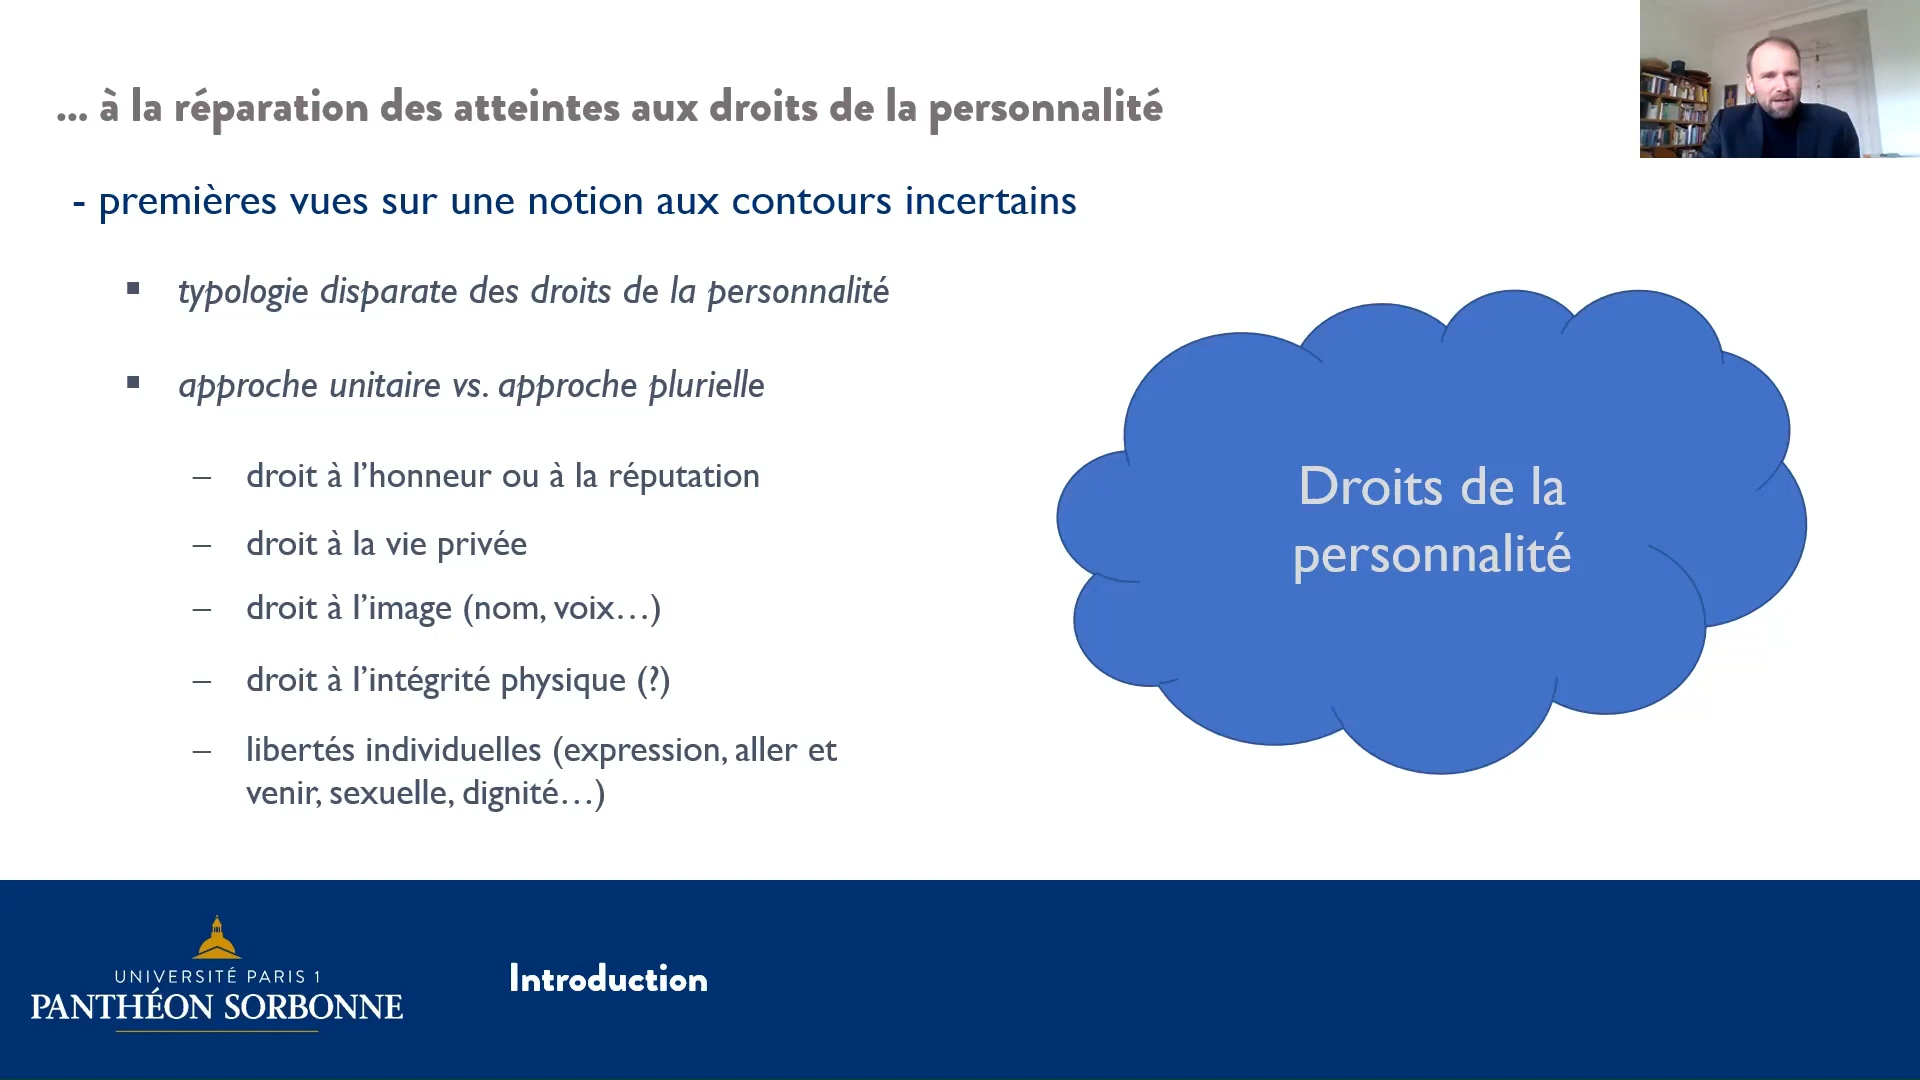 ... à la réparation des atteintes aux droits de la personnalité
- premières vues sur une notion aux contours incertains
▪ typologie disparate des droits de la personnalité
▪ approche unitaire vs. approche plurielle
– droit à l’honneur ou à la réputation
– droit à la vie privée
– droit à l’image (nom, voix…)
– droit à l’intégrité physique (?)
– libertés individuelles (expression, aller et
venir, sexuelle, dignité…)
Droits de la
personnalité
UNIVERSITÉ PARIS 1
PANTHÉON SORBONNE
Introduction